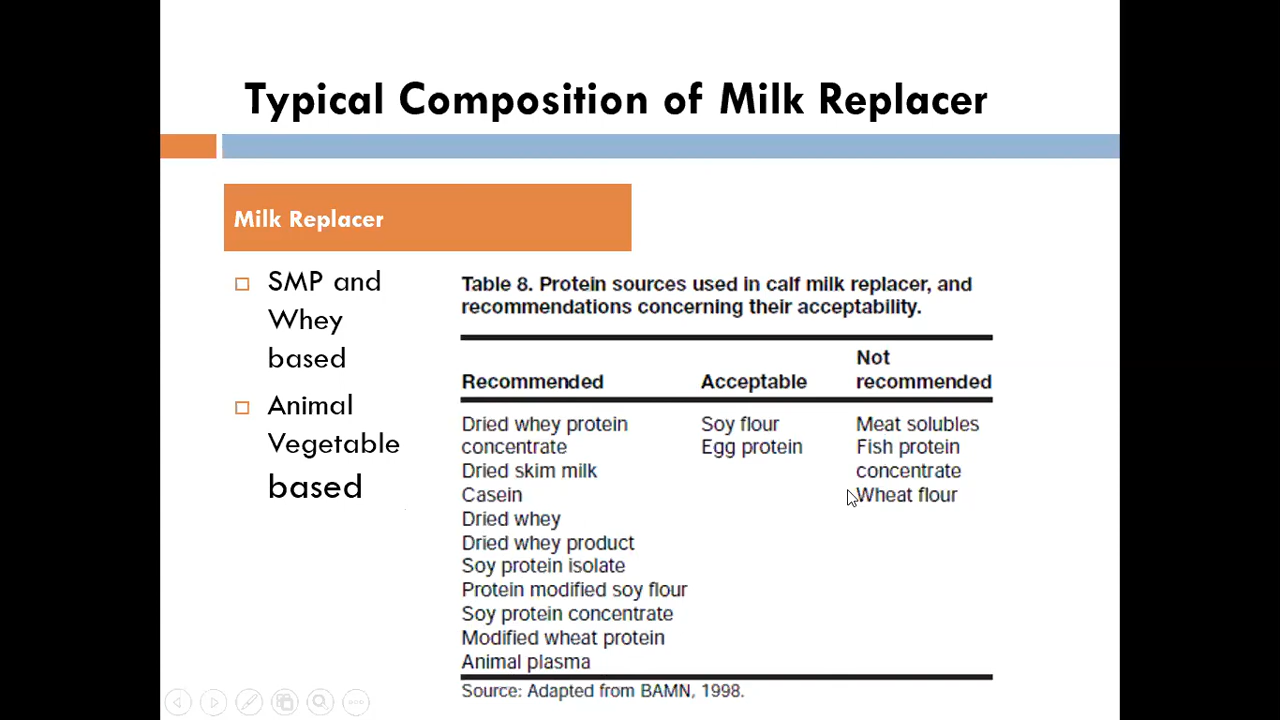 Typical Composition of Milk Replacer
Milk Replacer
SMP and
Whey
based
Animal
Vegetable
based
Table 8. Protein sources used in calf milk replacer, and
recommendations concerning their acceptability.
Not
Recommended Acceptable recommended
Dried whey protein Soy flour Meat solubles
concentrate Egg protein Fish protein
Dried skim milk concentrate
Casein Wheat flour
Dried whey
Dried whey product
Soy protein isolate
Protein modified soy flour
Soy protein concentrate
Modified wheat protein
Animal plasma
Source: Adapted from BAMN, 1998.